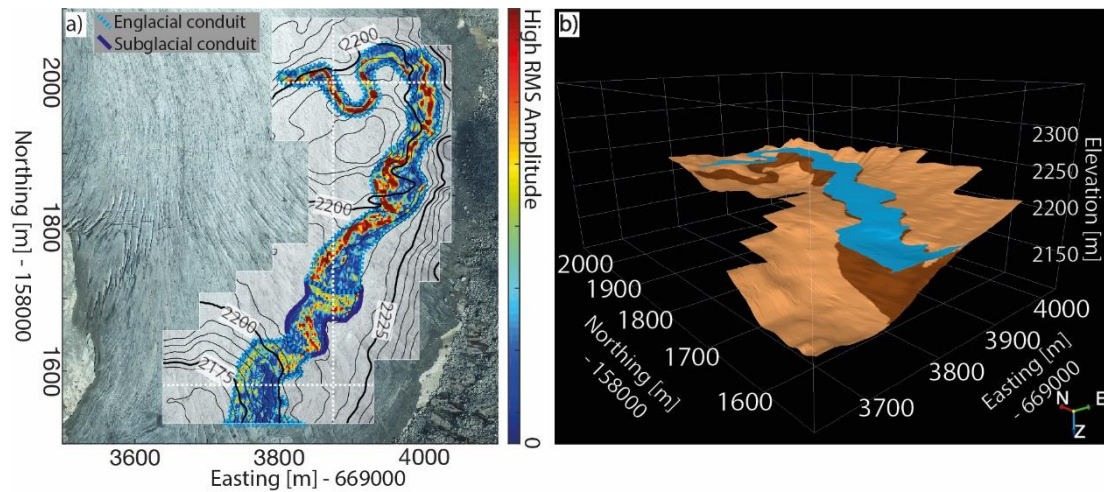 a)
Englacial conduit
Subglacial conduit
2200
2200
2200
2225
2175
2000
1800
1600
Northing [m] - 158000
3600
3800
4000
Easting [m] - 669000
High RMS Amplitude
0
b)
2300
2250
2200
2150
Elevation [m]
2000
1900
1800
1700
1600
Northing [m]
- 158000
4000
3900
3800
3700
Easting [m]
- 669000
N
E
Z